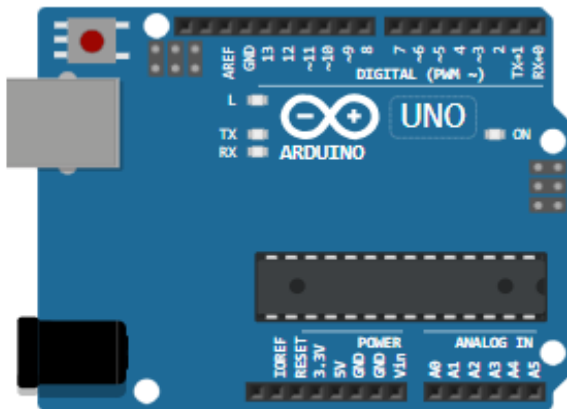 AREF
GND
13
12
~11
~10
~9
8
7
~6
~5
4
~3
2
TX→1
RX←0
DIGITAL (PWM ~)
L
TX
RX
UNO
ARDUINO
ON
POWER
ANALOG IN
IOREF
RESET
3.3V
5V
GND
GND
Vin
A0
A1
A2
A3
A4
A5